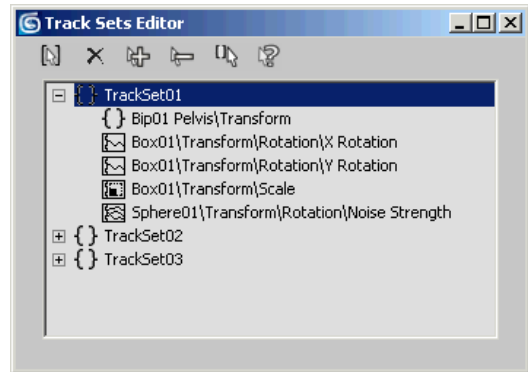 Track Sets Editor
TrackSet01
Bip01 Pelvis\Transform
Box01\Transform\Rotation\X Rotation
Box01\Transform\Rotation\Y Rotation
Box01\Transform\Scale
Sphere01\Transform\Rotation\Noise Strength
TrackSet02
TrackSet03